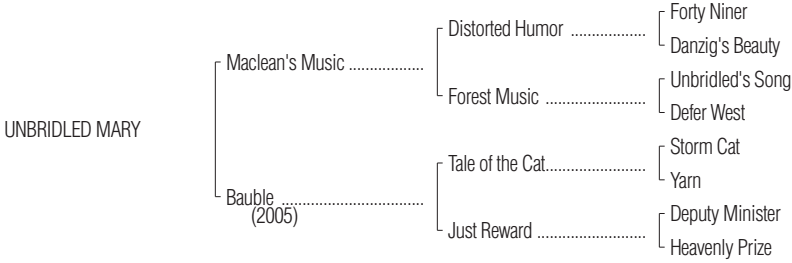 Forty Niner
Distorted Humor ..................
Danzig's Beauty
Maclean's Music ..................
Unbridled's Song
Forest Music ........................
Defer West
UNBRIDLED MARY
Storm Cat
Tale of the Cat........................
Yarn
Bauble ..................................
(2005)
Deputy Minister
Just Reward ..........................
Heavenly Prize